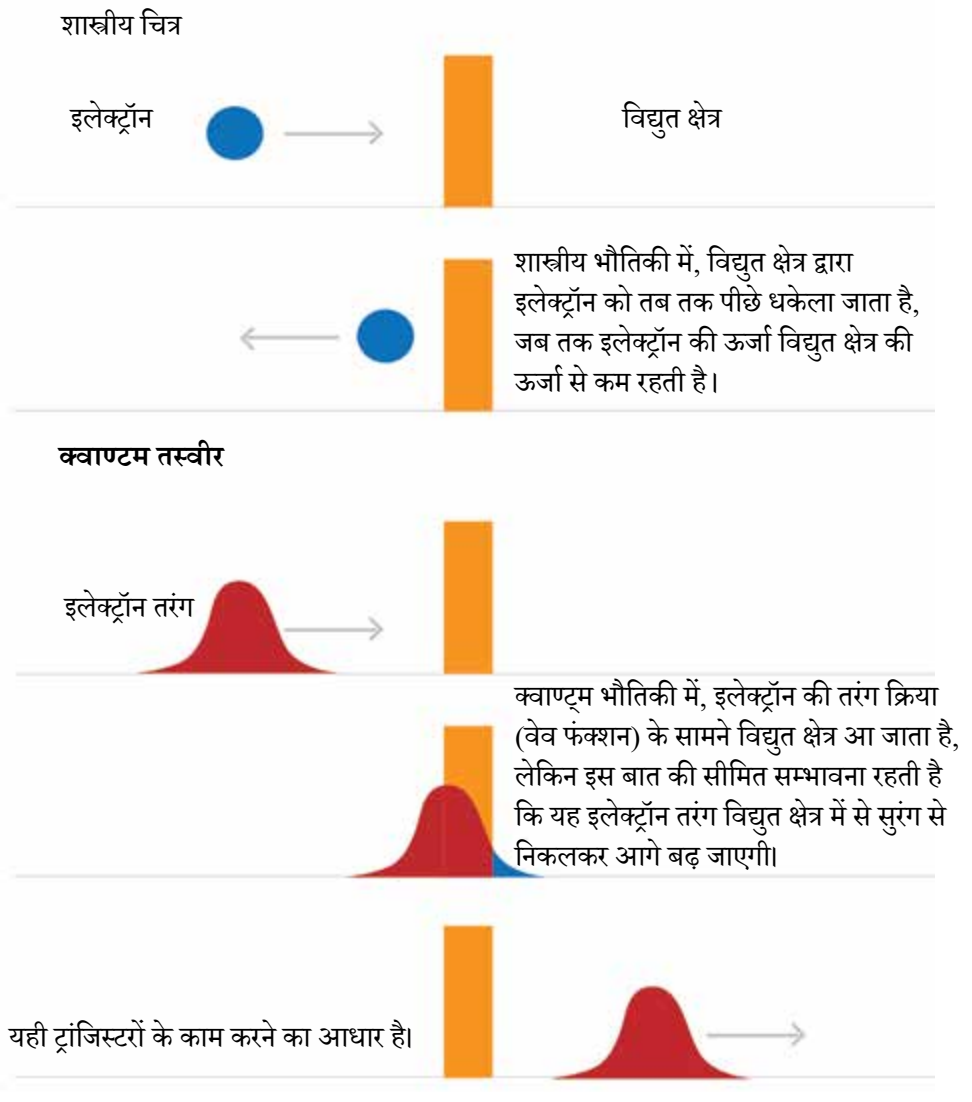 शास्त्रीय चित्र
इलेक्ट्रॉन
विद्युत क्षेत्र
शास्त्रीय भौतिकी में, विद्युत क्षेत्र द्वारा
इलेक्ट्रॉन को तब तक पीछे धकेला जाता है,
जब तक इलेक्ट्रॉन की ऊर्जा विद्युत क्षेत्र की
ऊर्जा से कम रहती है।
क्वाण्टम तस्वीर
इलेक्ट्रॉन तरंग
क्वाण्ट्म भौतिकी में, इलेक्ट्रॉन की तरंग क्रिया
(वेव फंक्शन) के सामने विद्युत क्षेत्र आ जाता है,
लेकिन इस बात की सीमित सम्भावना रहती है
कि यह इलेक्ट्रॉन तरंग विद्युत क्षेत्र में से सुरंग से
निकलकर आगे बढ़ जाएगी।
यही ट्रांजिस्टरों के काम करने का आधार है।